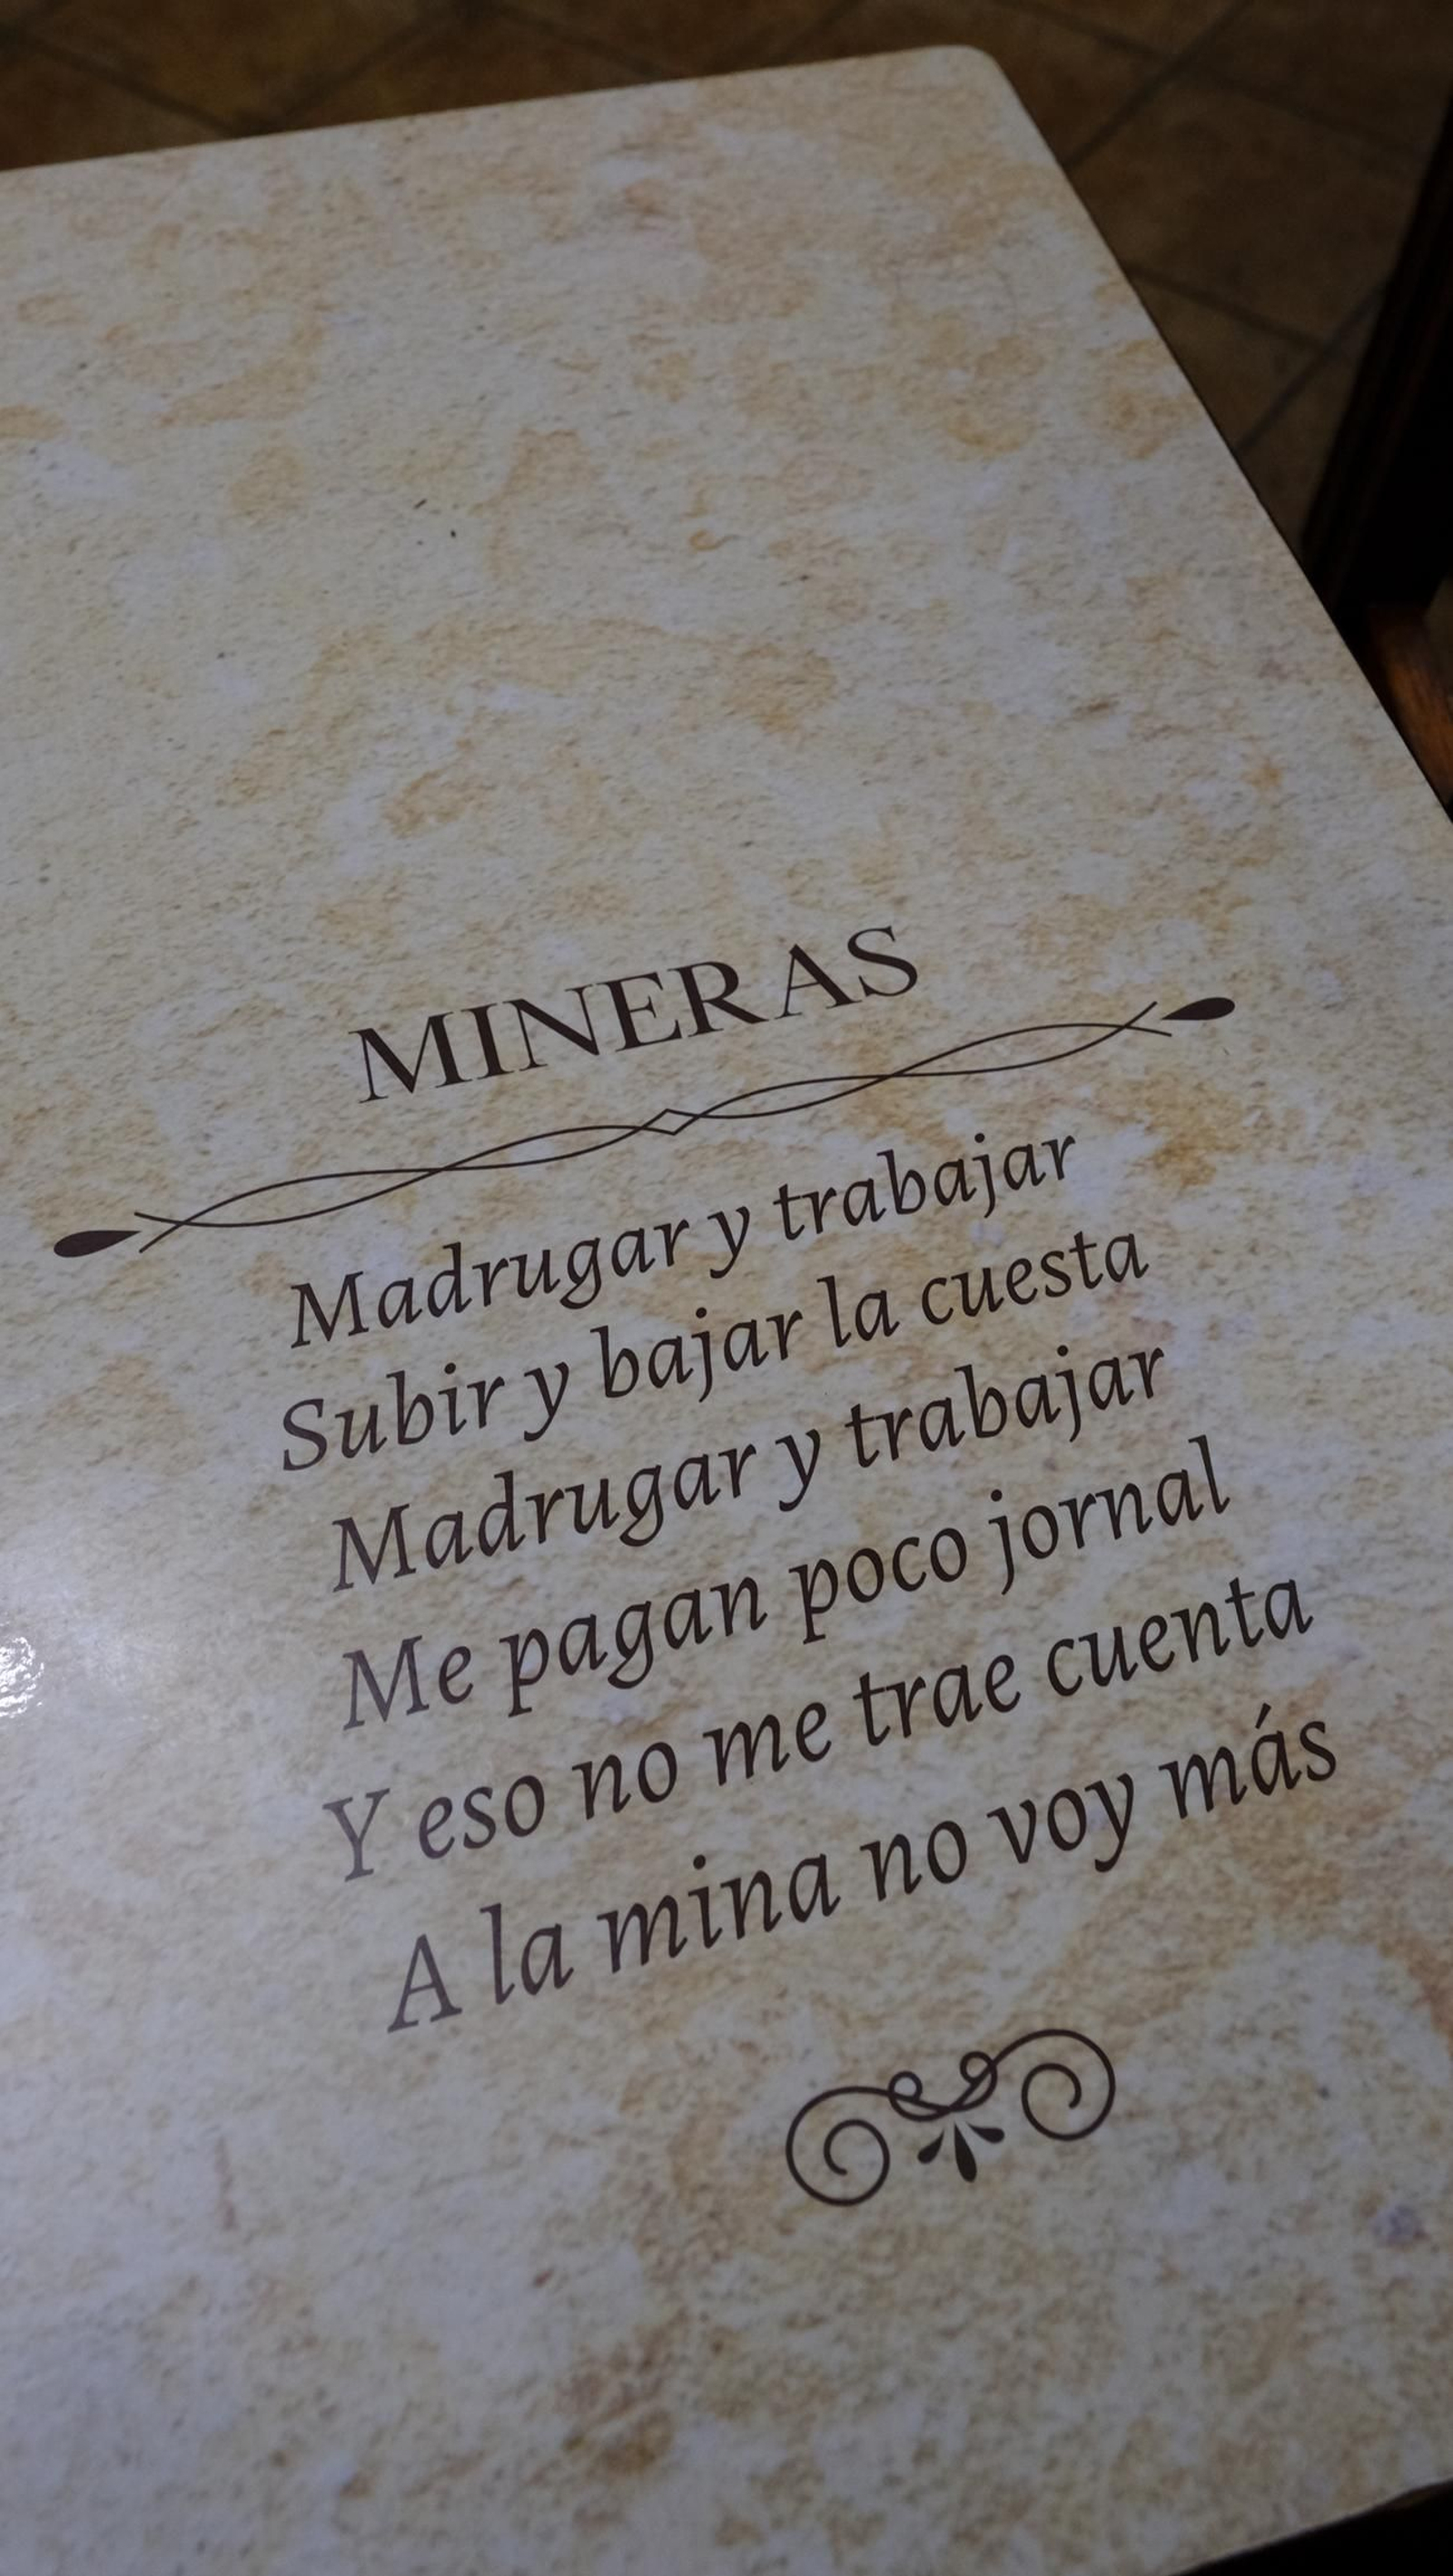 MINERAS
Madrugar y trabajar
Subir y bajar la cuesta
Madrugar y trabajar
Me pagan poco jornal
Y eso no me trae cuenta
A la mina no voy más